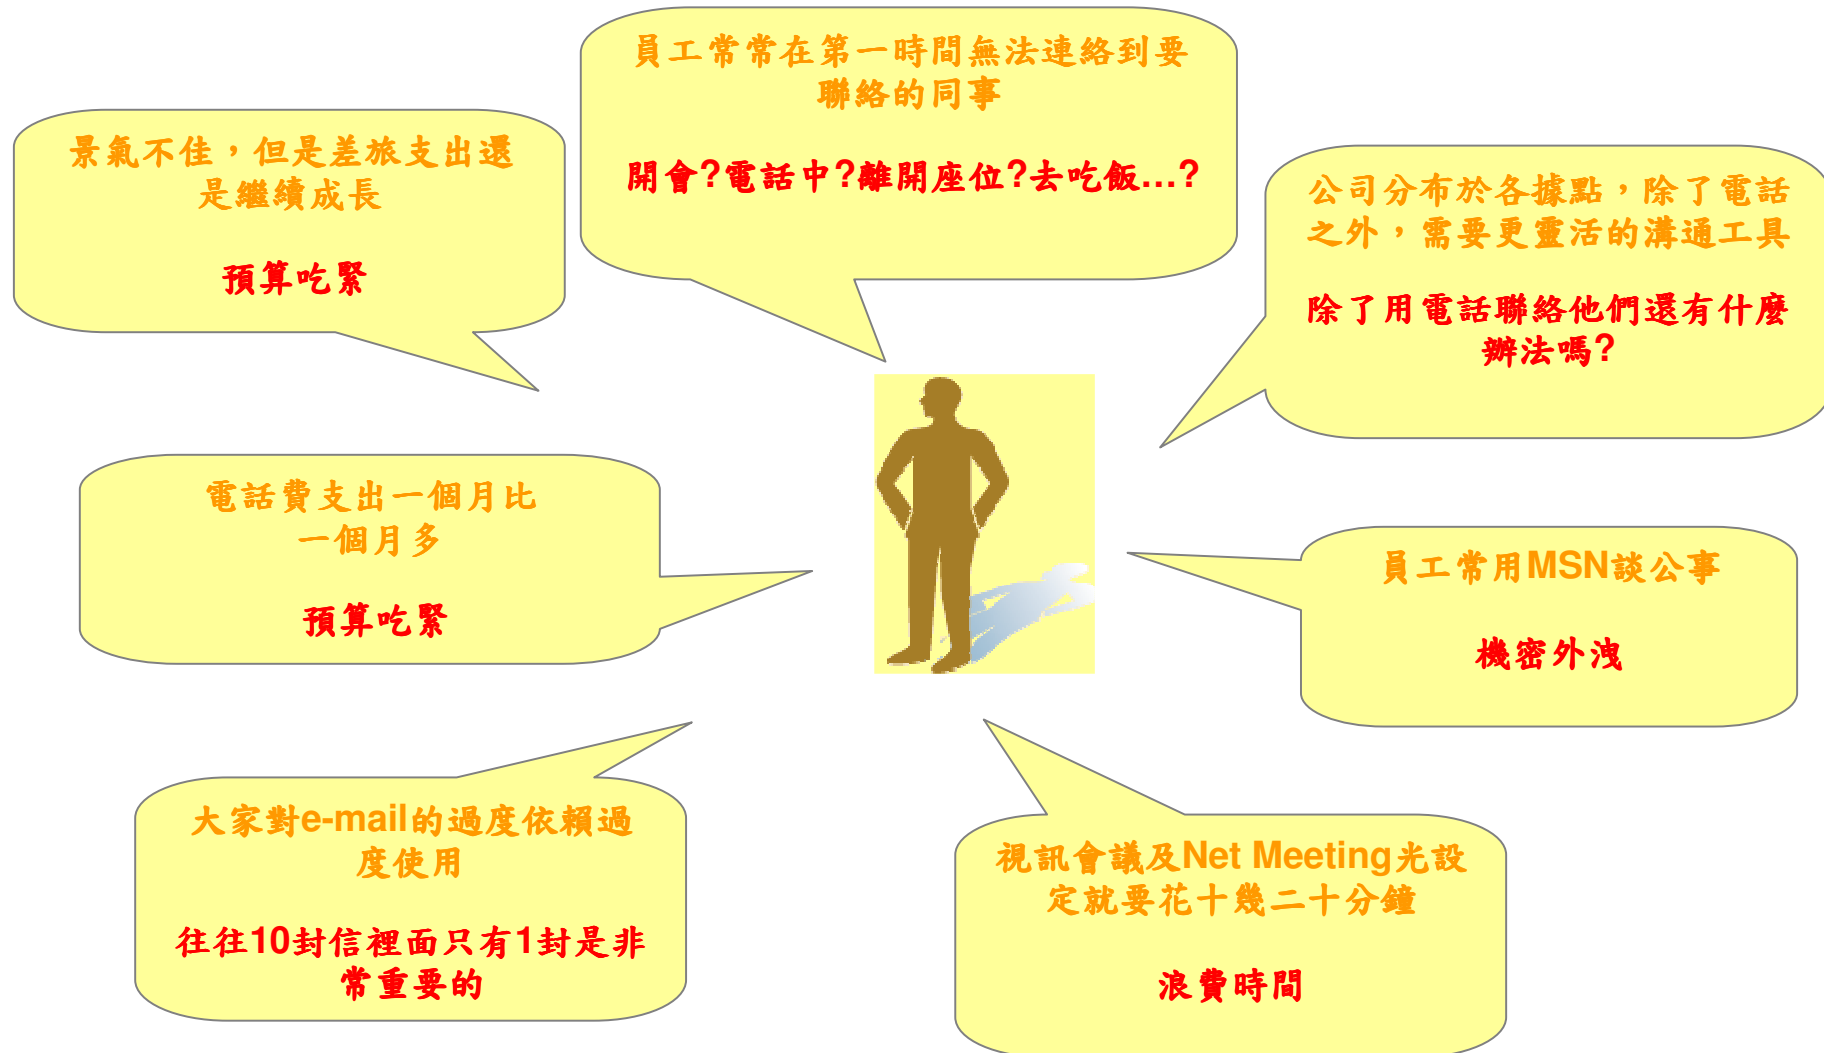 員工常常在第一時間無法連絡到要
聯絡的同事
開會?電話中?離開座位?去吃飯...?
景氣不佳，但是差旅支出還
是繼續成長
預算吃緊
公司分布於各據點，除了電話
之外，需要更靈活的溝通工具
除了用電話聯絡他們還有什麼
辦法嗎?
電話費支出一個月比
一個月多
預算吃緊
員工常用MSN談公事
機密外洩
大家對e-mail的過度依賴過
度使用
往往10封信裡面只有1封是非
常重要的
視訊會議及Net Meeting光設
定就要花十幾二十分鐘
浪費時間